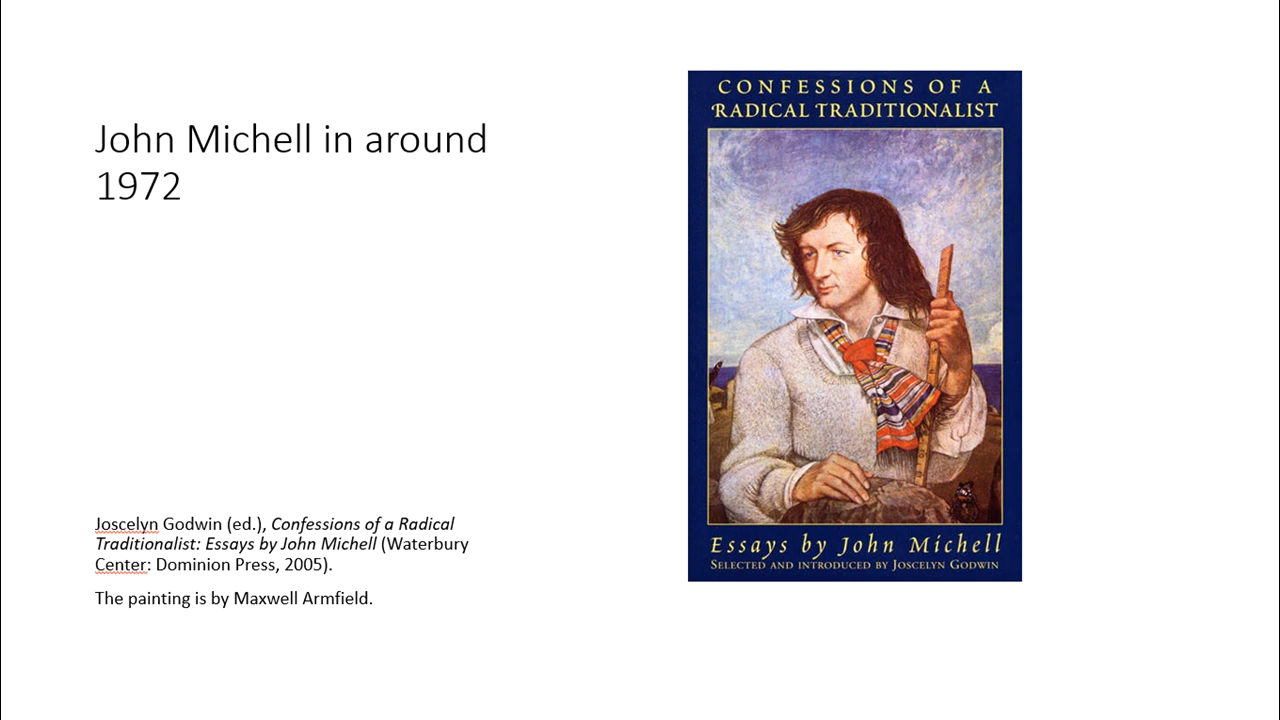 John Michell in around
1972
Joscelyn Godwin (ed.), Confessions of a Radical
Traditionalist: Essays by John Michell (Waterbury
Center: Dominion Press, 2005).
The painting is by Maxwell Armfield.
CONFESSIONS OF A
RADICAL TRADITIONALIST
Essays by John Michell
SELECTED AND INTRODUCED BY JOSCELYN GODWIN